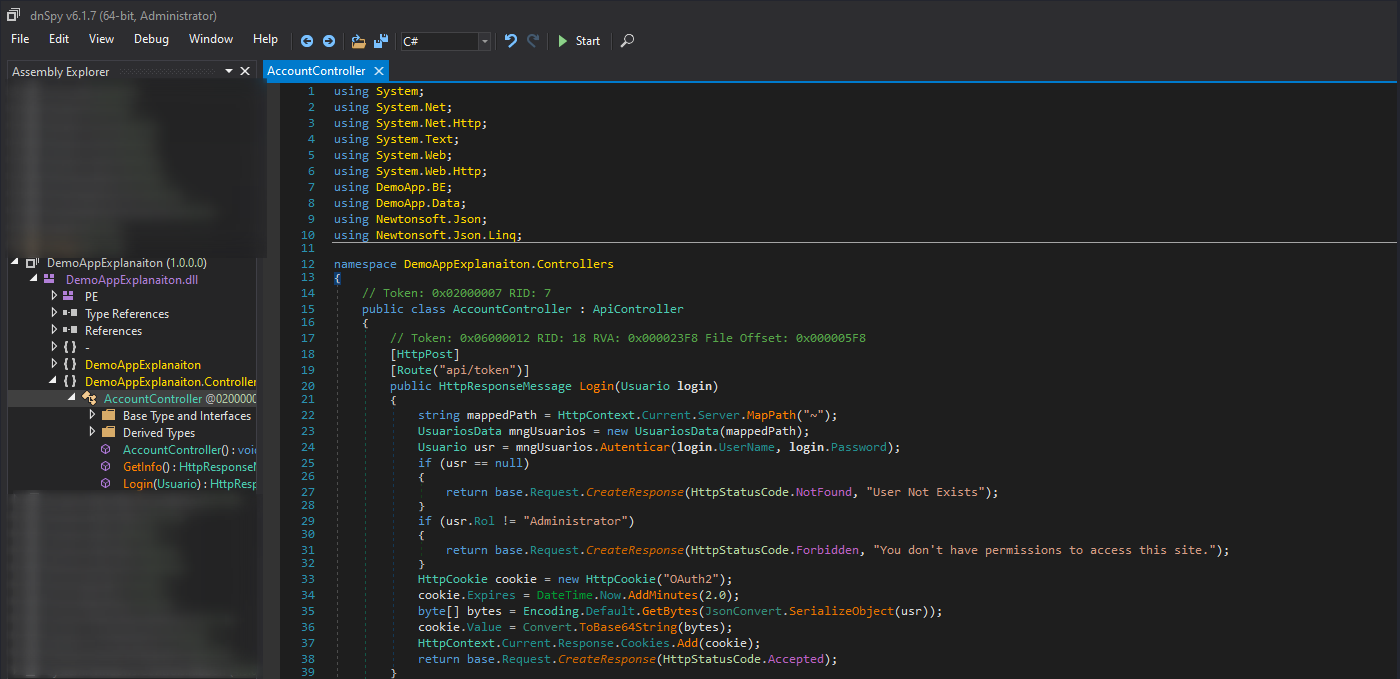 dnSpy v6.1.7 (64-bit, Administrator)
File Edit View Debug Window Help C# Start
Assembly Explorer
AccountController
DemoAppExplanaiton (1.0.0.0)
DemoAppExplanaiton.dll
PE
Type References
References
{ } -
{ } DemoAppExplanaiton
{ } DemoAppExplanaiton.Controller
AccountController @0200000
Base Type and Interfaces
Derived Types
AccountController() : void
GetInfo() : HttpResponseM
Login(Usuario) : HttpResp
1 using System;
2 using System.Net;
3 using System.Net.Http;
4 using System.Text;
5 using System.Web;
6 using System.Web.Http;
7 using DemoApp.BE;
8 using DemoApp.Data;
9 using Newtonsoft.Json;
10 using Newtonsoft.Json.Linq;
11
12 namespace DemoAppExplanaiton.Controllers
13 {
14 // Token: 0x02000007 RID: 7
15 public class AccountController : ApiController
16 {
17 // Token: 0x06000012 RID: 18 RVA: 0x000023F8 File Offset: 0x000005F8
18 [HttpPost]
19 [Route("api/token")]
20 public HttpResponseMessage Login(Usuario login)
21 {
22 string mappedPath = HttpContext.Current.Server.MapPath("~");
23 UsuariosData mngUsuarios = new UsuariosData(mappedPath);
24 Usuario usr = mngUsuarios.Autenticar(login.UserName, login.Password);
25 if (usr == null)
26 {
27 return base.Request.CreateResponse(HttpStatusCode.NotFound, "User Not Exists");
28 }
29 if (usr.Rol != "Administrator")
30 {
31 return base.Request.CreateResponse(HttpStatusCode.Forbidden, "You don't have permissions to access this site.");
32 }
33 HttpCookie cookie = new HttpCookie("OAuth2");
34 cookie.Expires = DateTime.Now.AddMinutes(2.0);
35 byte[] bytes = Encoding.Default.GetBytes(JsonConvert.SerializeObject(usr));
36 cookie.Value = Convert.ToBase64String(bytes);
37 HttpContext.Current.Response.Cookies.Add(cookie);
38 return base.Request.CreateResponse(HttpStatusCode.Accepted);
39 }